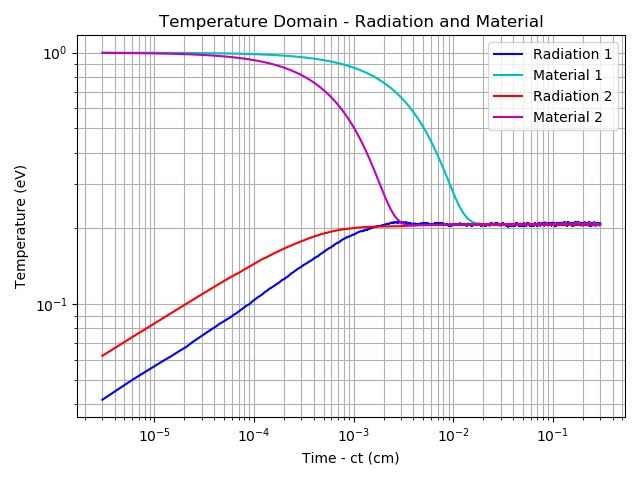 Temperature Domain - Radiation and Material
Temperature (eV)
10⁰
10⁻¹
Radiation 1
Material 1
Radiation 2
Material 2
10⁻⁵
10⁻⁴
10⁻³
10⁻²
10⁻¹
Time - ct (cm)